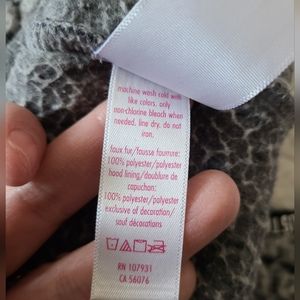 machine wash cold with
like colors. only
non-chlorine bleach when
needed. line dry. do not
iron.
faux fur/fausse fourrure:
100% polyester/polyester
hood lining/doublure de
capuchon:
100% polyester/polyester
exclusive of decoration/
sauf décoration
RN 107931
CA 56076